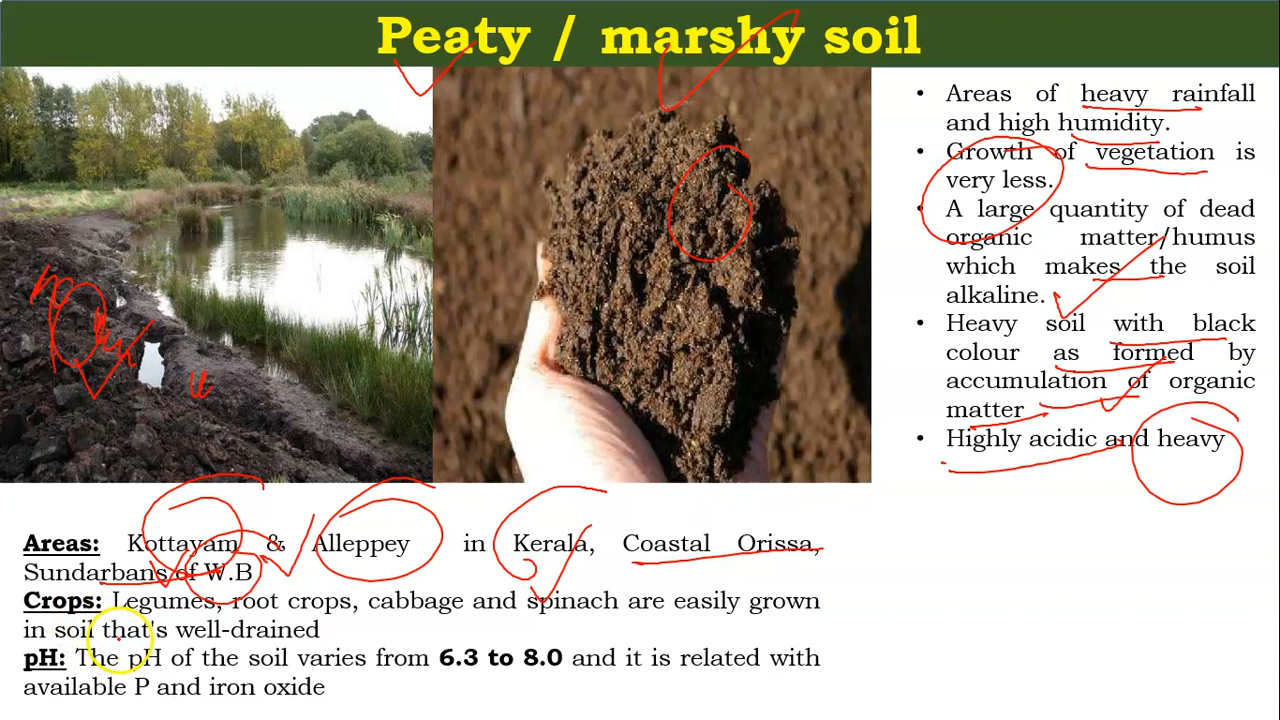 Peaty / marshy soil
• Areas of heavy rainfall
and high humidity.
• Growth of vegetation is
very less.
• A large quantity of dead
organic matter/humus
which makes the soil
alkaline.
• Heavy soil with black
colour as formed by
accumulation of organic
matter
• Highly acidic and heavy
Areas: Kottayam & Alleppey in Kerala, Coastal Orissa,
Sundarbans of W.B
Crops: Legumes, root crops, cabbage and spinach are easily grown
in soil that's well-drained
pH: The pH of the soil varies from 6.3 to 8.0 and it is related with
available P and iron oxide